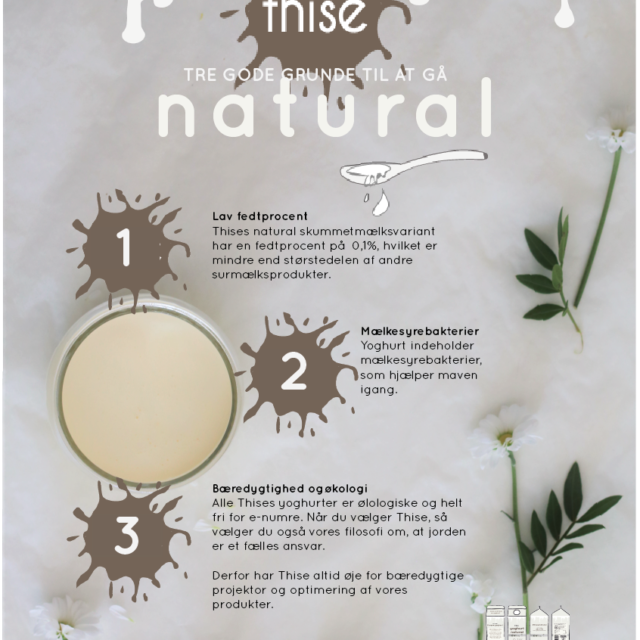 thise
TRE GODE GRUNDE TIL AT GÅ
natural
1
Lav fedtprocent
Thises natural skummetmælksvariant
har en fedtprocent på 0,1%, hvilket er
mindre end størstedelen af andre
surmælksprodukter.
2
Mælkesyrebakterier
Yoghurt indeholder
mælkesyrebakterier,
som hjælper maven
igang.
3
Bæredygtighed ogøkologi
Alle Thises yoghurter er ølologiske og helt
fri for e-numre. Når du vælger Thise, så
vælger du også vores filosofi om, at jorden
er et fælles ansvar.
Derfor har Thise altid øje for bæredygtige
projektor og optimering af vores
produkter.